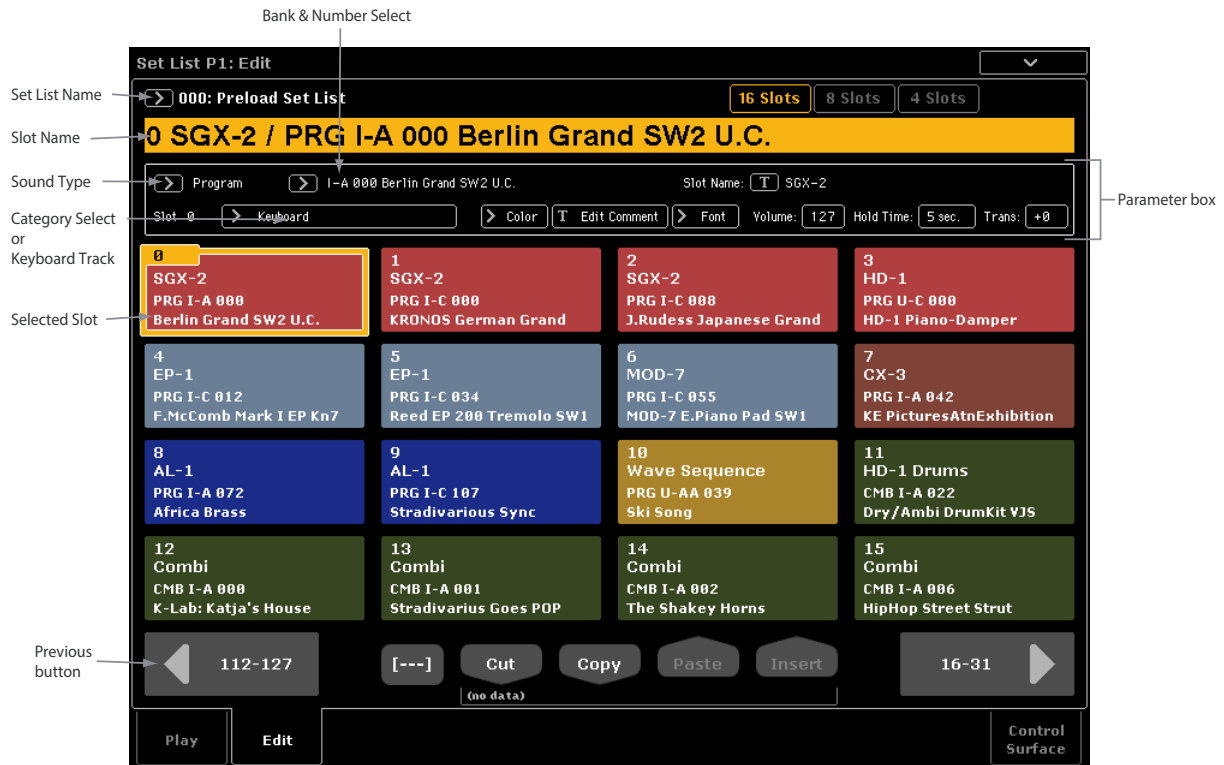 Bank & Number Select
Set List P1: Edit
Set List Name
000: Preload Set List
16 Slots
8 Slots
4 Slots
Slot Name
0 SGX-2 / PRG I-A 000 Berlin Grand SW2 U.C.
Sound Type
Program
I-A 000 Berlin Grand SW2 U.C.
Slot Name: T SGX-2
Parameter box
Category Select
or
Keyboard Track
Slot 0
Keyboard
Color
T Edit Comment
Font
Volume: 127
Hold Time: 5 sec.
Trans: +0
Selected Slot
0
SGX-2
PRG I-A 000
Berlin Grand SW2 U.C.
1
SGX-2
PRG I-C 000
KRONOS German Grand
2
SGX-2
PRG I-C 008
J.Rudess Japanese Grand
3
HD-1
PRG U-C 000
HD-1 Piano-Damper
4
EP-1
PRG I-C 012
F.McComb Mark I EP Kn7
5
EP-1
PRG I-C 034
Reed EP 200 Tremolo SW1
6
MOD-7
PRG I-C 055
MOD-7 E.Piano Pad SW1
7
CX-3
PRG I-A 042
KE PicturesAtnExhibition
8
AL-1
PRG I-A 072
Africa Brass
9
AL-1
PRG I-C 107
Stradivarious Sync
10
Wave Sequence
PRG U-AA 039
Ski Song
11
HD-1 Drums
CMB I-A 022
Dry/Ambi DrumKit VJS
12
Combi
CMB I-A 000
K-Lab: Katja's House
13
Combi
CMB I-A 001
Stradivarius Goes POP
14
Combi
CMB I-A 002
The Shakey Horns
15
Combi
CMB I-A 006
HipHop Street Strut
Previous
button
112-127
[---]
Cut
Copy
Paste
Insert
(no data)
16-31
Play
Edit
Control
Surface